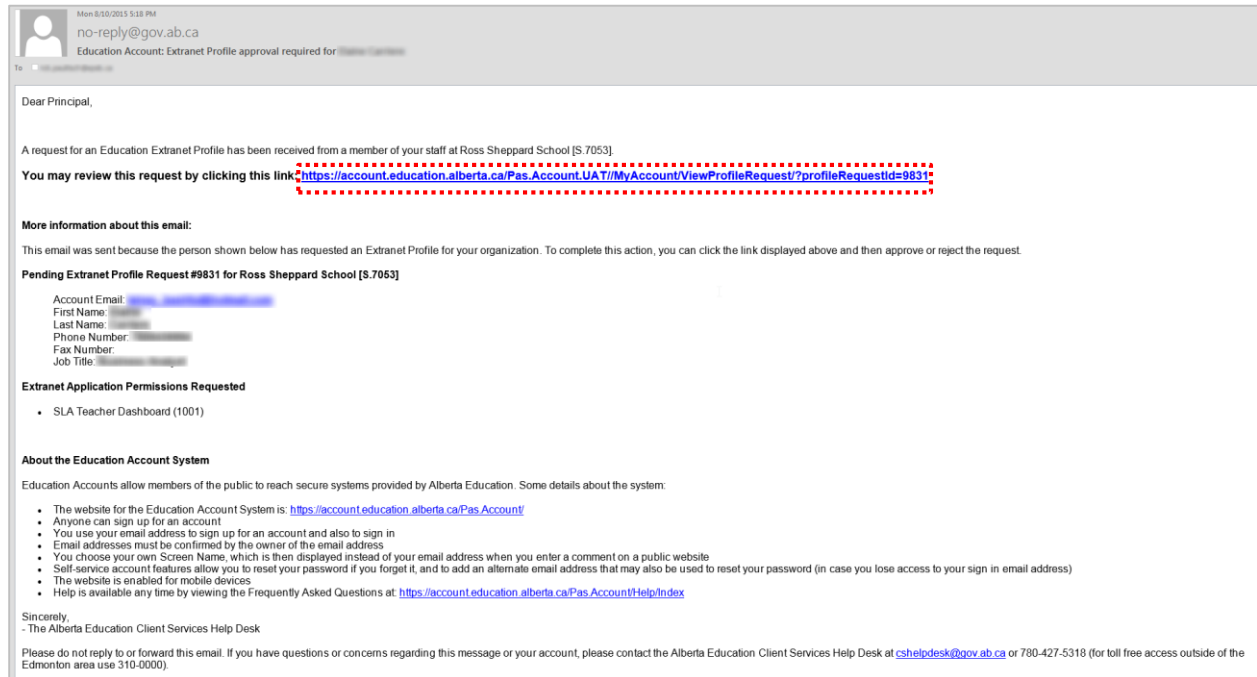 Mon 8/10/2015 5:18 PM
no-reply@gov.ab.ca
Education Account: Extranet Profile approval required for
To
Dear Principal,
A request for an Education Extranet Profile has been received from a member of your staff at Ross Sheppard School [S.7053].
You may review this request by clicking this link: https://account.education.alberta.ca/Pas.Account.UAT//MyAccount/ViewProfileRequest/?profileRequestId=9831
More information about this email:
This email was sent because the person shown below has requested an Extranet Profile for your organization. To complete this action, you can click the link displayed above and then approve or reject the request.
Pending Extranet Profile Request #9831 for Ross Sheppard School [S.7053]
Account Email:
First Name:
Last Name:
Phone Number:
Fax Number:
Job Title:
Extranet Application Permissions Requested
• SLA Teacher Dashboard (1001)
About the Education Account System
Education Accounts allow members of the public to reach secure systems provided by Alberta Education. Some details about the system:
• The website for the Education Account System is: https://account.education.alberta.ca/Pas.Account/
• Anyone can sign up for an account
• You use your email address to sign up for an account and also to sign in
• Email addresses must be confirmed by the owner of the email address
• You choose your own Screen Name, which is then displayed instead of your email address when you enter a comment on a public website
• Self-service account features allow you to reset your password if you forget it, and to add an alternate email address that may also be used to reset your password (in case you lose access to your sign in email address)
• The website is enabled for mobile devices
• Help is available any time by viewing the Frequently Asked Questions at: https://account.education.alberta.ca/Pas.Account/Help/Index
Sincerely,
- The Alberta Education Client Services Help Desk
Please do not reply to or forward this email. If you have questions or concerns regarding this message or your account, please contact the Alberta Education Client Services Help Desk at cshelpdesk@gov.ab.ca or 780-427-5318 (for toll free access outside of the
Edmonton area use 310-0000).